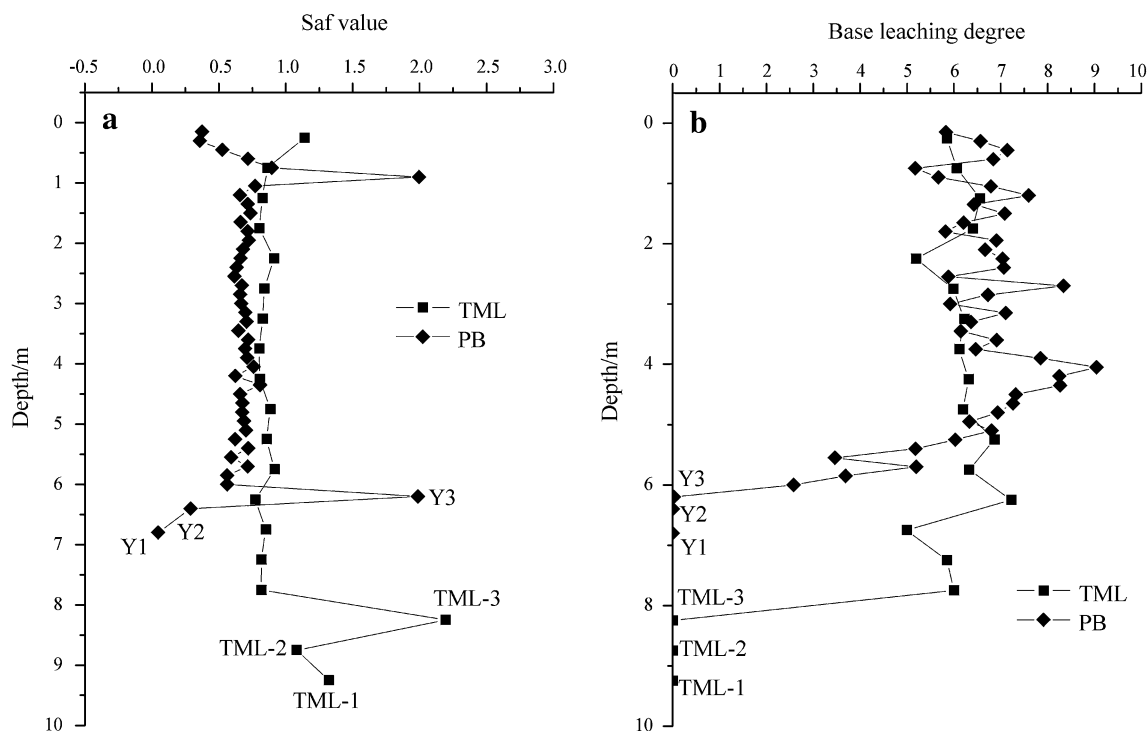 Saf value
-0.5 0.0 0.5 1.0 1.5 2.0 2.5 3.0
a
0
1
2
3
4
5
6
7
8
9
10
Depth/m
TML
PB
Y3
Y2
Y1
TML-3
TML-2
TML-1
Base leaching degree
0 1 2 3 4 5 6 7 8 9 10
b
0
2
4
6
8
10
Depth/m
Y3
Y2
Y1
TML-3
TML-2
TML-1
TML
PB